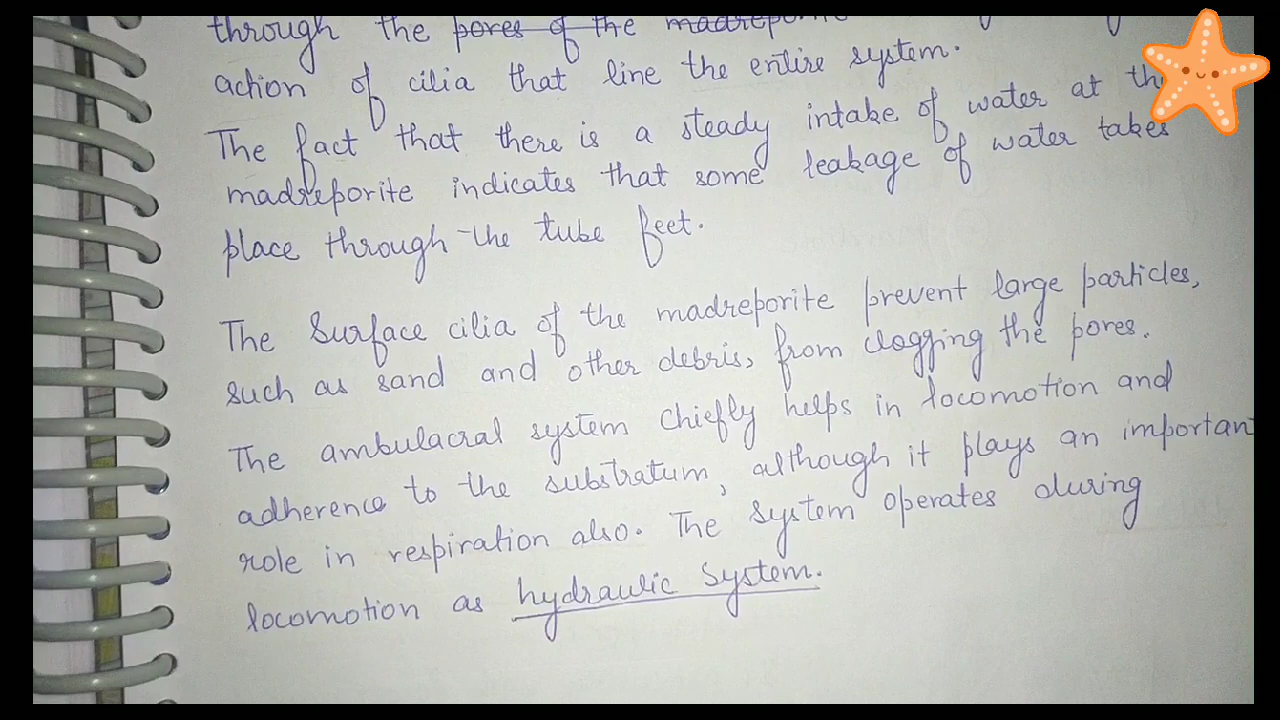 through the pores of the madreporite
action of cilia that line the entire system.
The fact that there is a steady intake of water at the
madreporite indicates that some leakage of water takes
place through the tube feet.
The Surface cilia of the madreporite prevent large particles,
such as sand and other debris, from clogging the pores.
The ambulacral system chiefly helps in locomotion and
adherence to the substratum, although it plays an important
role in respiration also. The system operates during
locomotion as hydraulic System.